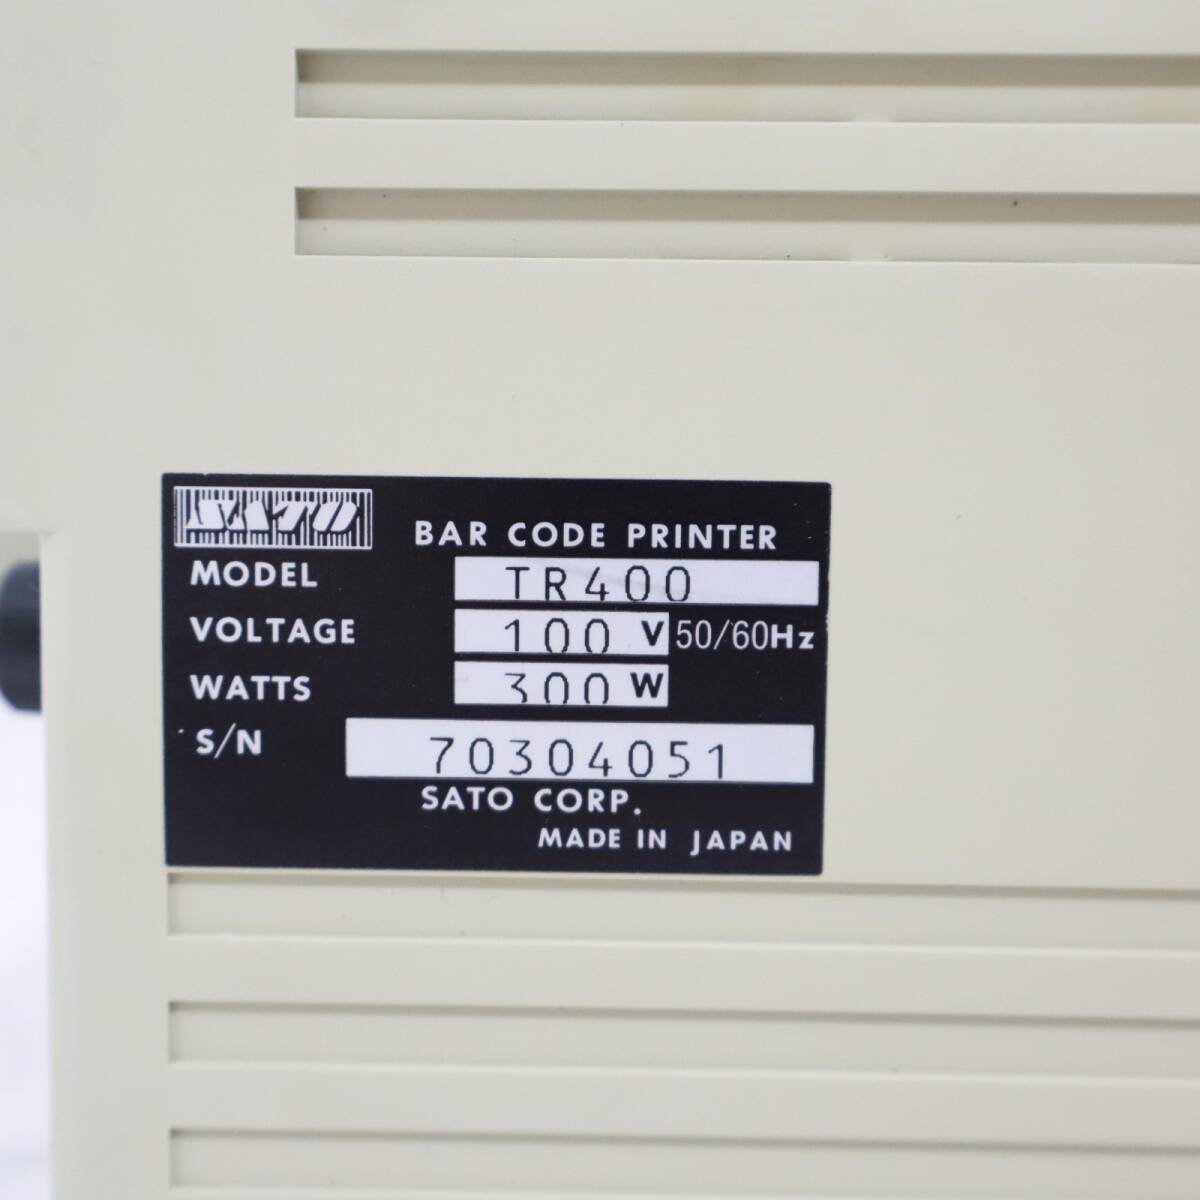 SATO
BAR CODE PRINTER
MODEL TR400
VOLTAGE 100 V 50/60Hz
WATTS 300 W
S/N 70304051
SATO CORP.
MADE IN JAPAN